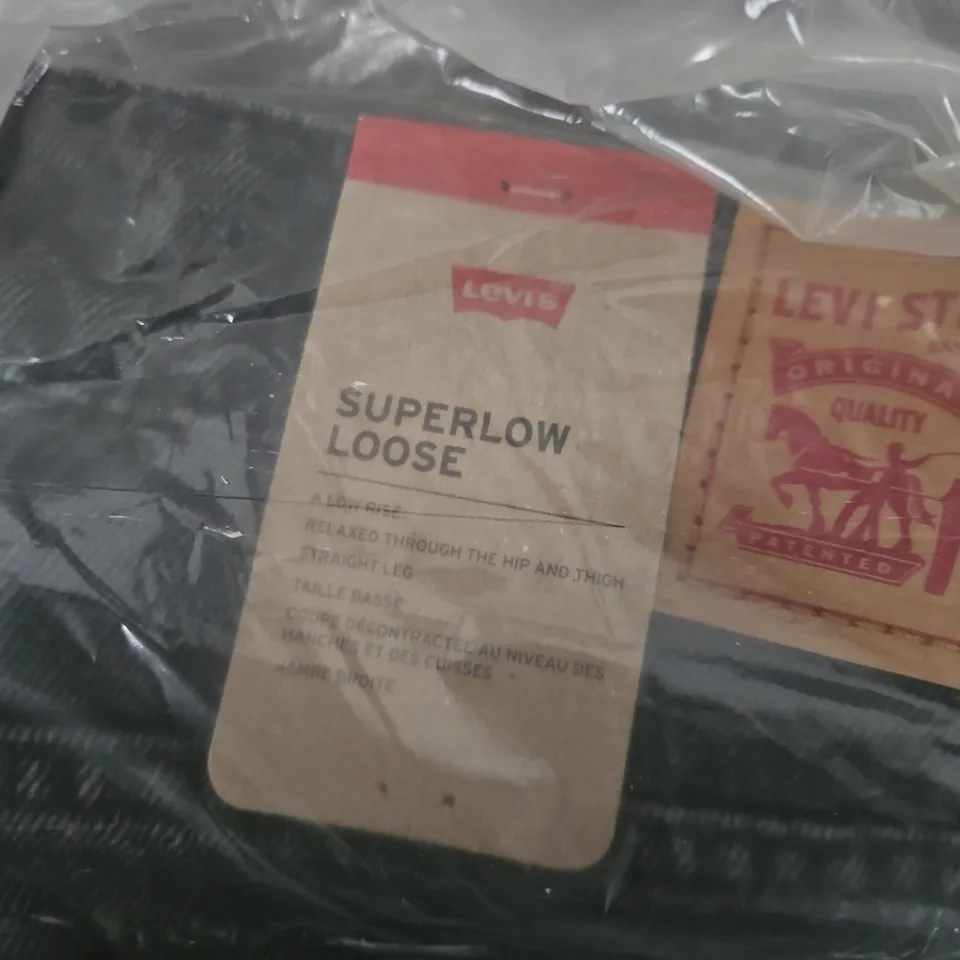 Levi's
SUPERLOW
LOOSE
A LOW RISE
RELAXED THROUGH THE HIP AND THIGH
STRAIGHT LEG
TAILLE BASSE
COUPE DÉCONTRACTÉE AU NIVEAU DES
HANCHES ET DES CUISSES
JAMBE DROITE
LEVI ST
ORIGINA
QUALITY
PATENTED